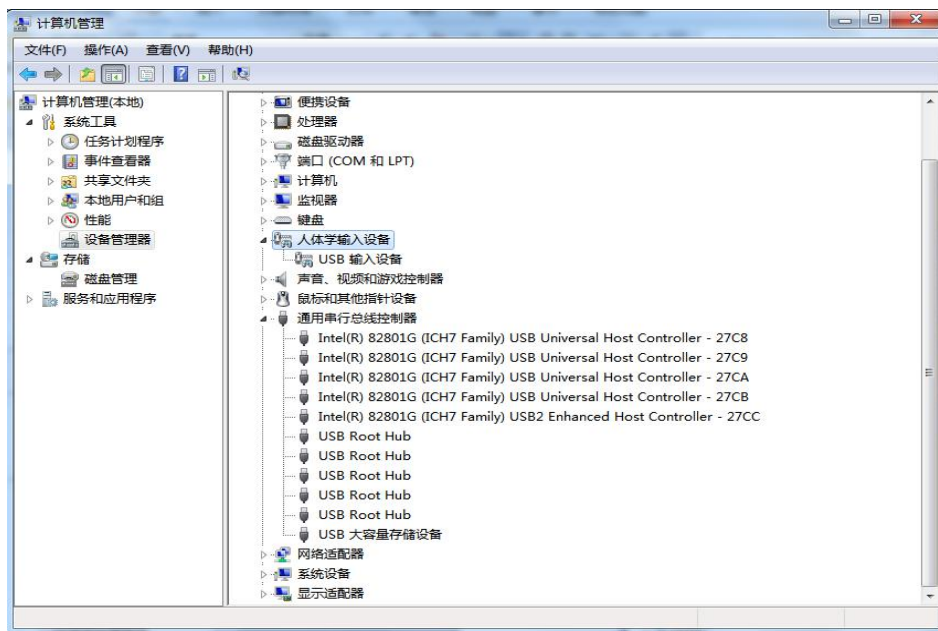 计算机管理
文件(F) 操作(A) 查看(V) 帮助(H)
计算机管理(本地)
系统工具
任务计划程序
事件查看器
共享文件夹
本地用户和组
性能
设备管理器
存储
磁盘管理
服务和应用程序
便携设备
处理器
磁盘驱动器
端口 (COM 和 LPT)
计算机
监视器
键盘
人体学输入设备
USB 输入设备
声音、视频和游戏控制器
鼠标和其他指针设备
通用串行总线控制器
Intel(R) 82801G (ICH7 Family) USB Universal Host Controller - 27C8
Intel(R) 82801G (ICH7 Family) USB Universal Host Controller - 27C9
Intel(R) 82801G (ICH7 Family) USB Universal Host Controller - 27CA
Intel(R) 82801G (ICH7 Family) USB Universal Host Controller - 27CB
Intel(R) 82801G (ICH7 Family) USB2 Enhanced Host Controller - 27CC
USB Root Hub
USB Root Hub
USB Root Hub
USB Root Hub
USB Root Hub
USB 大容量存储设备
网络适配器
系统设备
显示适配器